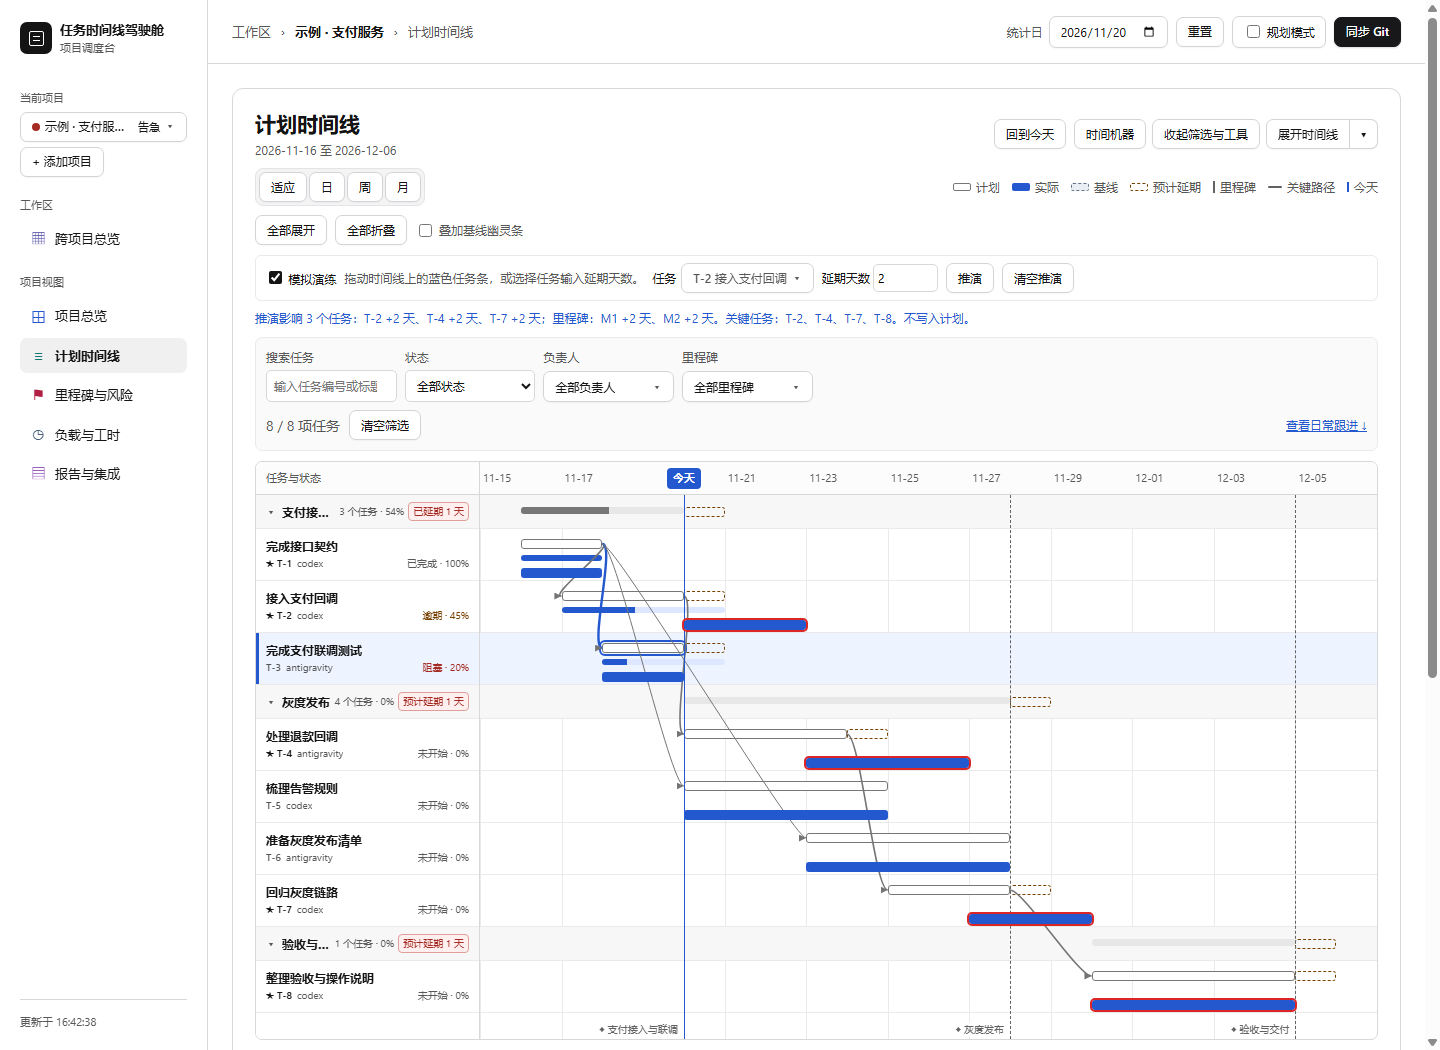 任务时间线驾驶舱
项目调度台
当前项目
示例 · 支付服... 告急
+ 添加项目
工作区
跨项目总览
项目视图
项目总览
计划时间线
里程碑与风险
负载与工时
报告与集成
更新于 16:42:38
工作区 › 示例 · 支付服务 › 计划时间线
统计日 2026/11/20 重置 规划模式 同步 Git
计划时间线
2026-11-16 至 2026-12-06
回到今天 时间机器 收起筛选与工具 展开时间线
适应 日 周 月
计划 实际 基线 预计延期 里程碑 关键路径 今天
全部展开 全部折叠 叠加基线幽灵条
模拟演练 拖动时间线上的蓝色任务条，或选择任务输入延期天数。 任务 T-2 接入支付回调 延期天数 2 推演 清空推演
推演影响 3 个任务：T-2 +2 天、T-4 +2 天、T-7 +2 天；里程碑：M1 +2 天、M2 +2 天。关键任务：T-2、T-4、T-7、T-8。不写入计划。
搜索任务 状态 负责人 里程碑
输入任务编号或标题 全部状态 全部负责人 全部里程碑
8 / 8 项任务 清空筛选 查看日常跟进 ↓
任务与状态 11-15 11-17 今天 11-21 11-23 11-25 11-27 11-29 12-01 12-03 12-05
支付接... 3 个任务 · 54% 已延期 1 天
完成接口契约
★ T-1 codex 已完成 · 100%
接入支付回调
★ T-2 codex 逾期 · 45%
完成支付联调测试
T-3 antigravity 阻塞 · 20%
灰度发布 4 个任务 · 0% 预计延期 1 天
处理退款回调
★ T-4 antigravity 未开始 · 0%
梳理告警规则
T-5 codex 未开始 · 0%
准备灰度发布清单
T-6 antigravity 未开始 · 0%
回归灰度链路
★ T-7 codex 未开始 · 0%
验收与... 1 个任务 · 0% 预计延期 1 天
整理验收与操作说明
★ T-8 codex 未开始 · 0%
支付接入与联调 灰度发布 验收与交付